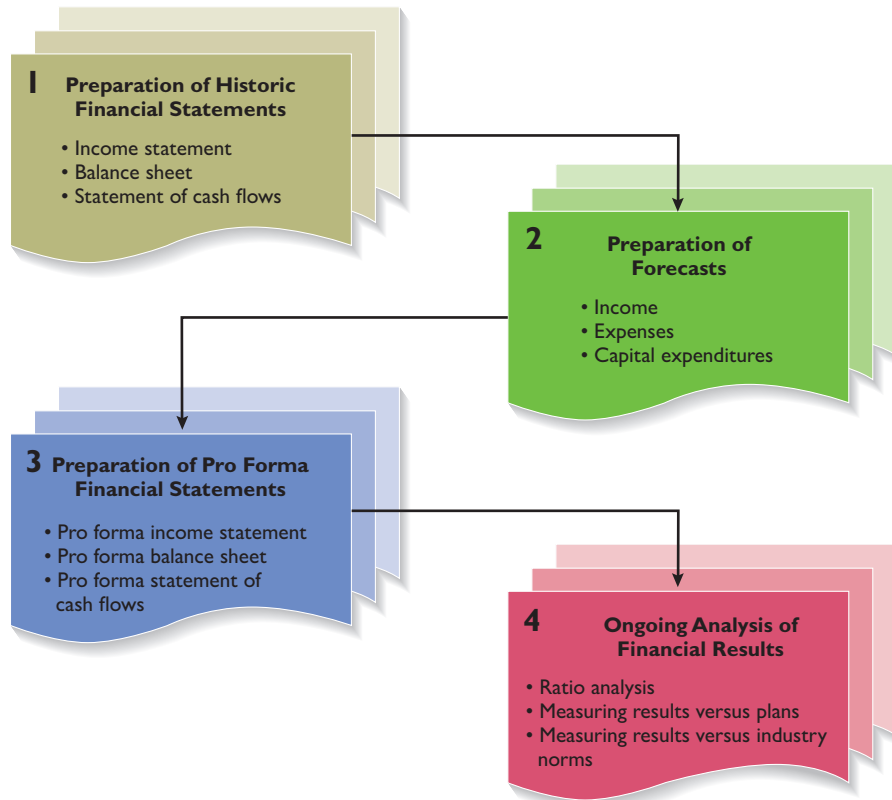 1 Preparation of Historic
Financial Statements
• Income statement
• Balance sheet
• Statement of cash flows
2 Preparation of
Forecasts
• Income
• Expenses
• Capital expenditures
3 Preparation of Pro Forma
Financial Statements
• Pro forma income statement
• Pro forma balance sheet
• Pro forma statement of
cash flows
4 Ongoing Analysis of
Financial Results
• Ratio analysis
• Measuring results versus plans
• Measuring results versus industry
norms